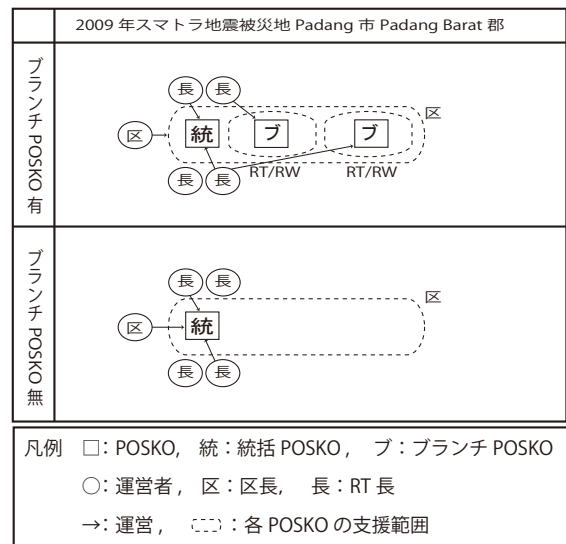 2009 年スマトラ地震被災地 Padang 市 Padang Barat 郡
ブランチ POSKO 有
長 長
区
区 統 ブ ブ
長 長 RT/RW RT/RW
ブランチ POSKO 無
長 長
区
区 統
長 長
凡例 □：POSKO, 統：統括 POSKO , ブ：ブランチ POSKO
○：運営者 , 区：区長, 長：RT 長
→：運営 , ：各 POSKO の支援範囲